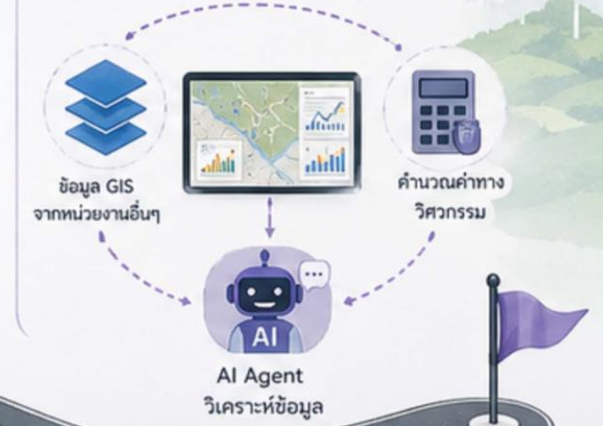 ข้อมูล GIS
จากหน่วยงานอื่นๆ
คำนวณค่าทาง
วิศวกรรม
AI
AI Agent
วิเคราะห์ข้อมูล